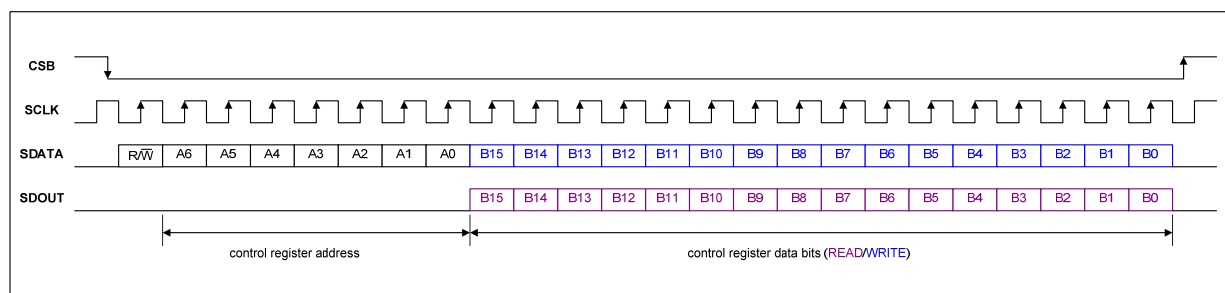 CSB
SCLK
SDATA R/W̅ A6 A5 A4 A3 A2 A1 A0 B15 B14 B13 B12 B11 B10 B9 B8 B7 B6 B5 B4 B3 B2 B1 B0
SDOUT B15 B14 B13 B12 B11 B10 B9 B8 B7 B6 B5 B4 B3 B2 B1 B0
control register address control register data bits (READ/WRITE)